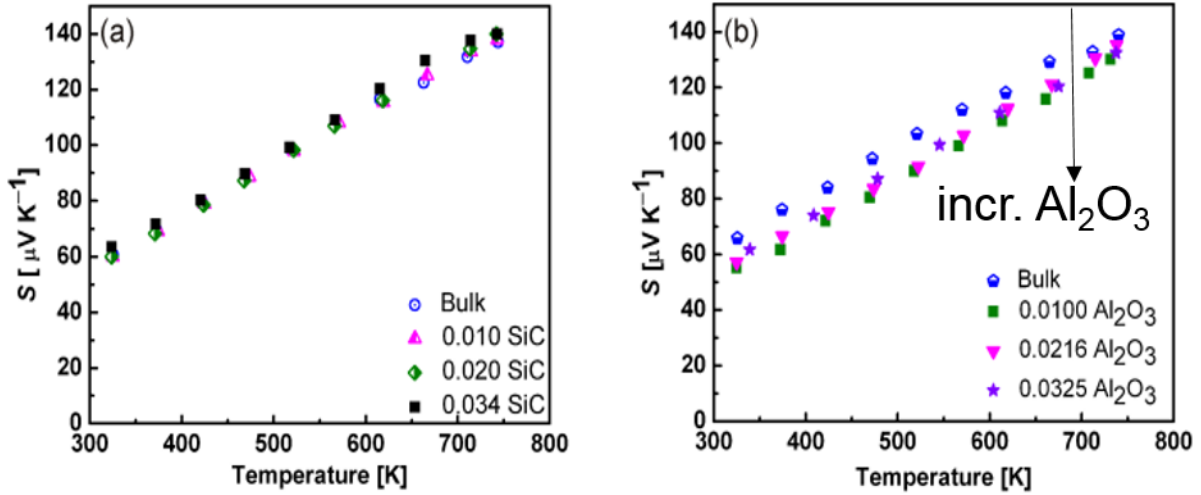 (a)
140
120
100
80
60
40
20
0
S [ μV K⁻¹]
300 400 500 600 700 800
Temperature [K]
Bulk
0.010 SiC
0.020 SiC
0.034 SiC
(b)
140
120
100
80
60
40
20
0
S [μV K⁻¹]
300 400 500 600 700 800
Temperature [K]
incr. Al₂O₃
Bulk
0.0100 Al₂O₃
0.0216 Al₂O₃
0.0325 Al₂O₃